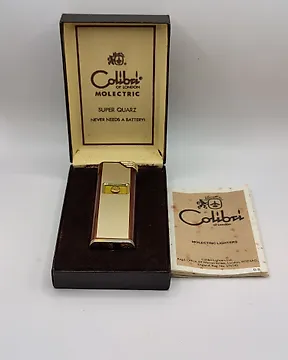 Colibri
OF LONDON
MOLECTRIC
SUPER QUARZ
NEVER NEEDS A BATTERY!
Colibri
OF LONDON
MOLECTRIC LIGHTERS